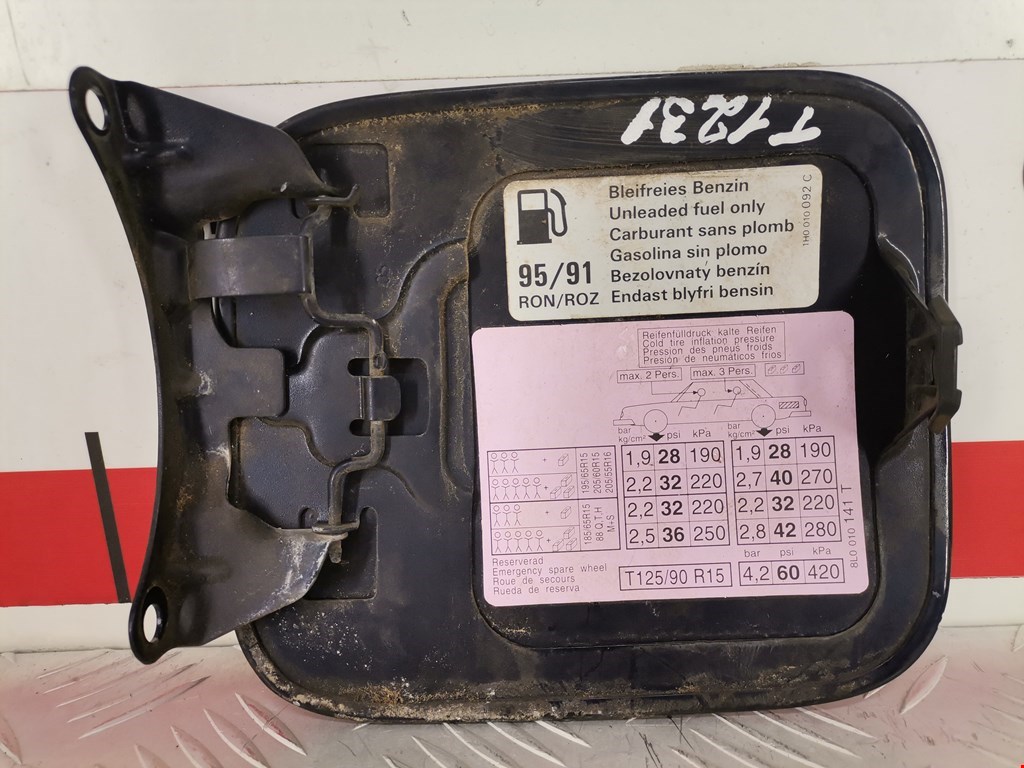 T1231
Bleifreies Benzin
Unleaded fuel only
Carburant sans plomb
Gasolina sin plomo
95/91 Bezolovnatý benzín
RON/ROZ Endast blyfri bensin
1H0 010 092 C
Reifenfülldruck kalte Reifen
Cold tire inflation pressure
Pression des pneus froids
Presión de neumáticos frios
max. 2 Pers. max. 3 Pers.
bar kg/cm² psi kPa bar kg/cm² psi kPa
195/65R15
205/60R15
205/55R16
1,9 28 190 1,9 28 190
2,2 32 220 2,7 40 270
185/65R15
88 Q,T,H
M+S
2,2 32 220 2,2 32 220
2,5 36 250 2,8 42 280
Reserverad
Emergency spare wheel
Roue de secours
Rueda de reserva
T125/90 R15
bar psi kPa
4,2 60 420
8L0 010 141 T